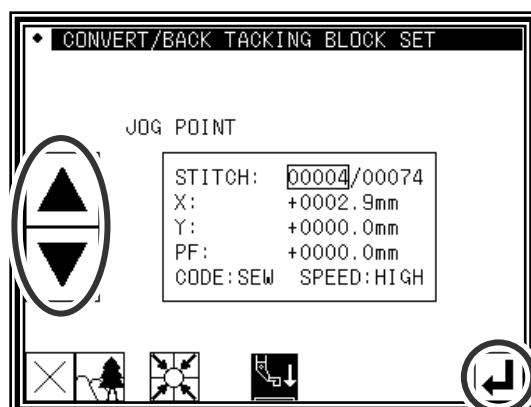 CONVERT/BACK TACKING BLOCK SET
JOG POINT
STITCH: 00004/00074
X: +0002.9mm
Y: +0000.0mm
PF: +0000.0mm
CODE:SEW SPEED:HIGH